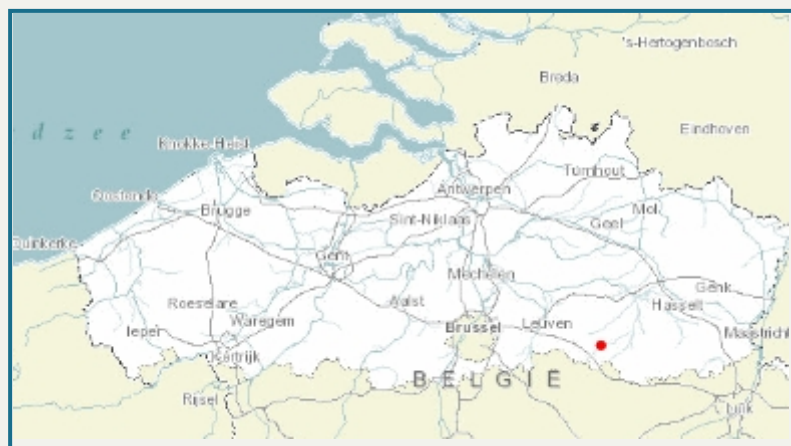 's-Hertogenbosch
Breda
Eindhoven
d z e e
Knokke-Heist
Turnhout
Antwerpen
Oostende
Mol
Brugge
Sint-Niklaas
Geel
Duinkerke
Gent
Mechelen
Genk
Roeselare
Aalst
Hasselt
Ieper
Waregem
Brussel
Leuven
Maastricht
Kortrijk
BELGIË
Rijsel
Luik